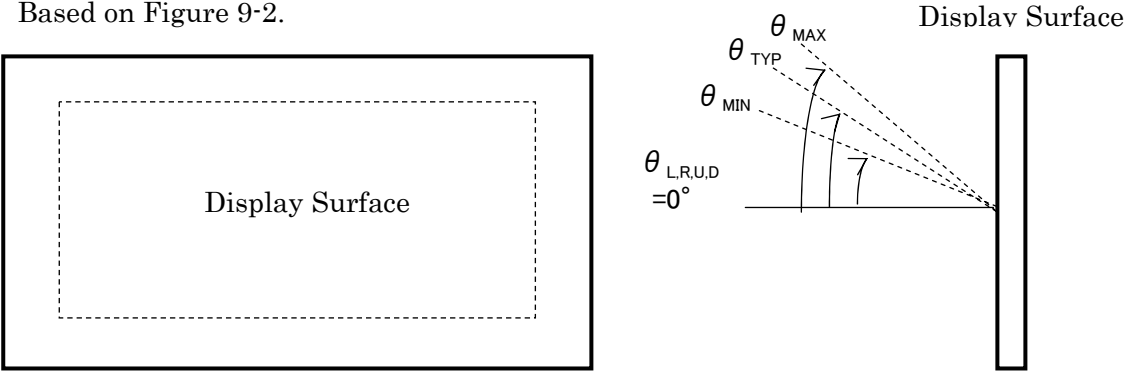 Based on Figure 9-2.
Display Surface
Display Surface
θ MAX
θ TYP
θ MIN
θ L,R,U,D
=0°